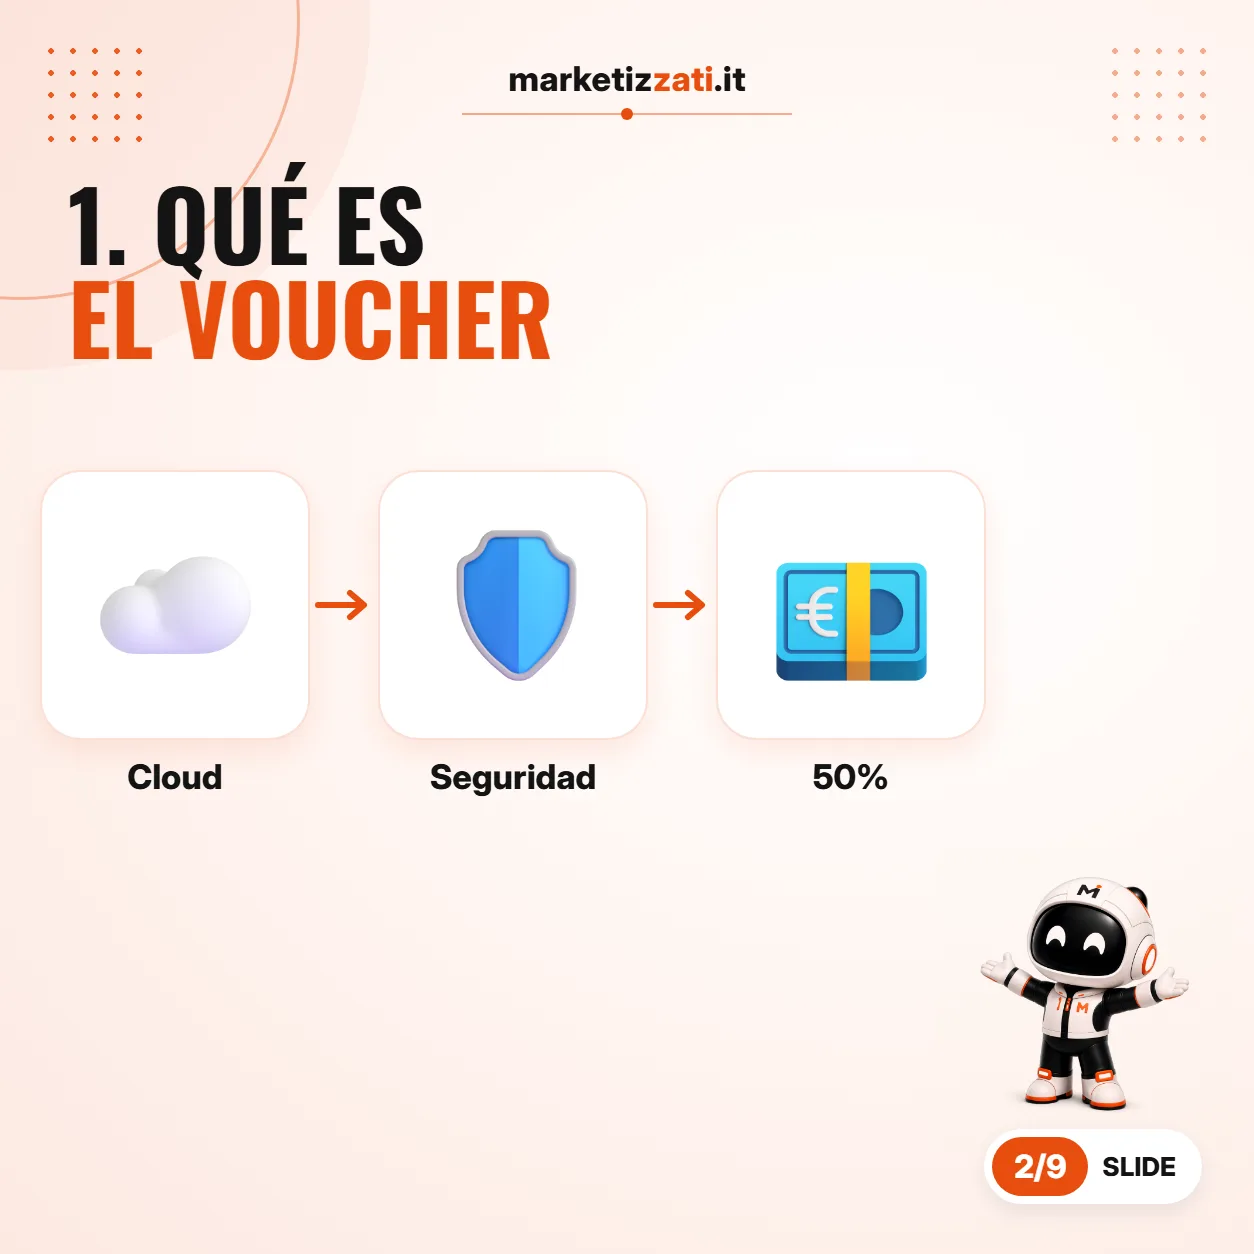 marketizzati.it
1. QUÉ ES
EL VOUCHER
€
Cloud
Seguridad
50%
M
M
2/9 SLIDE